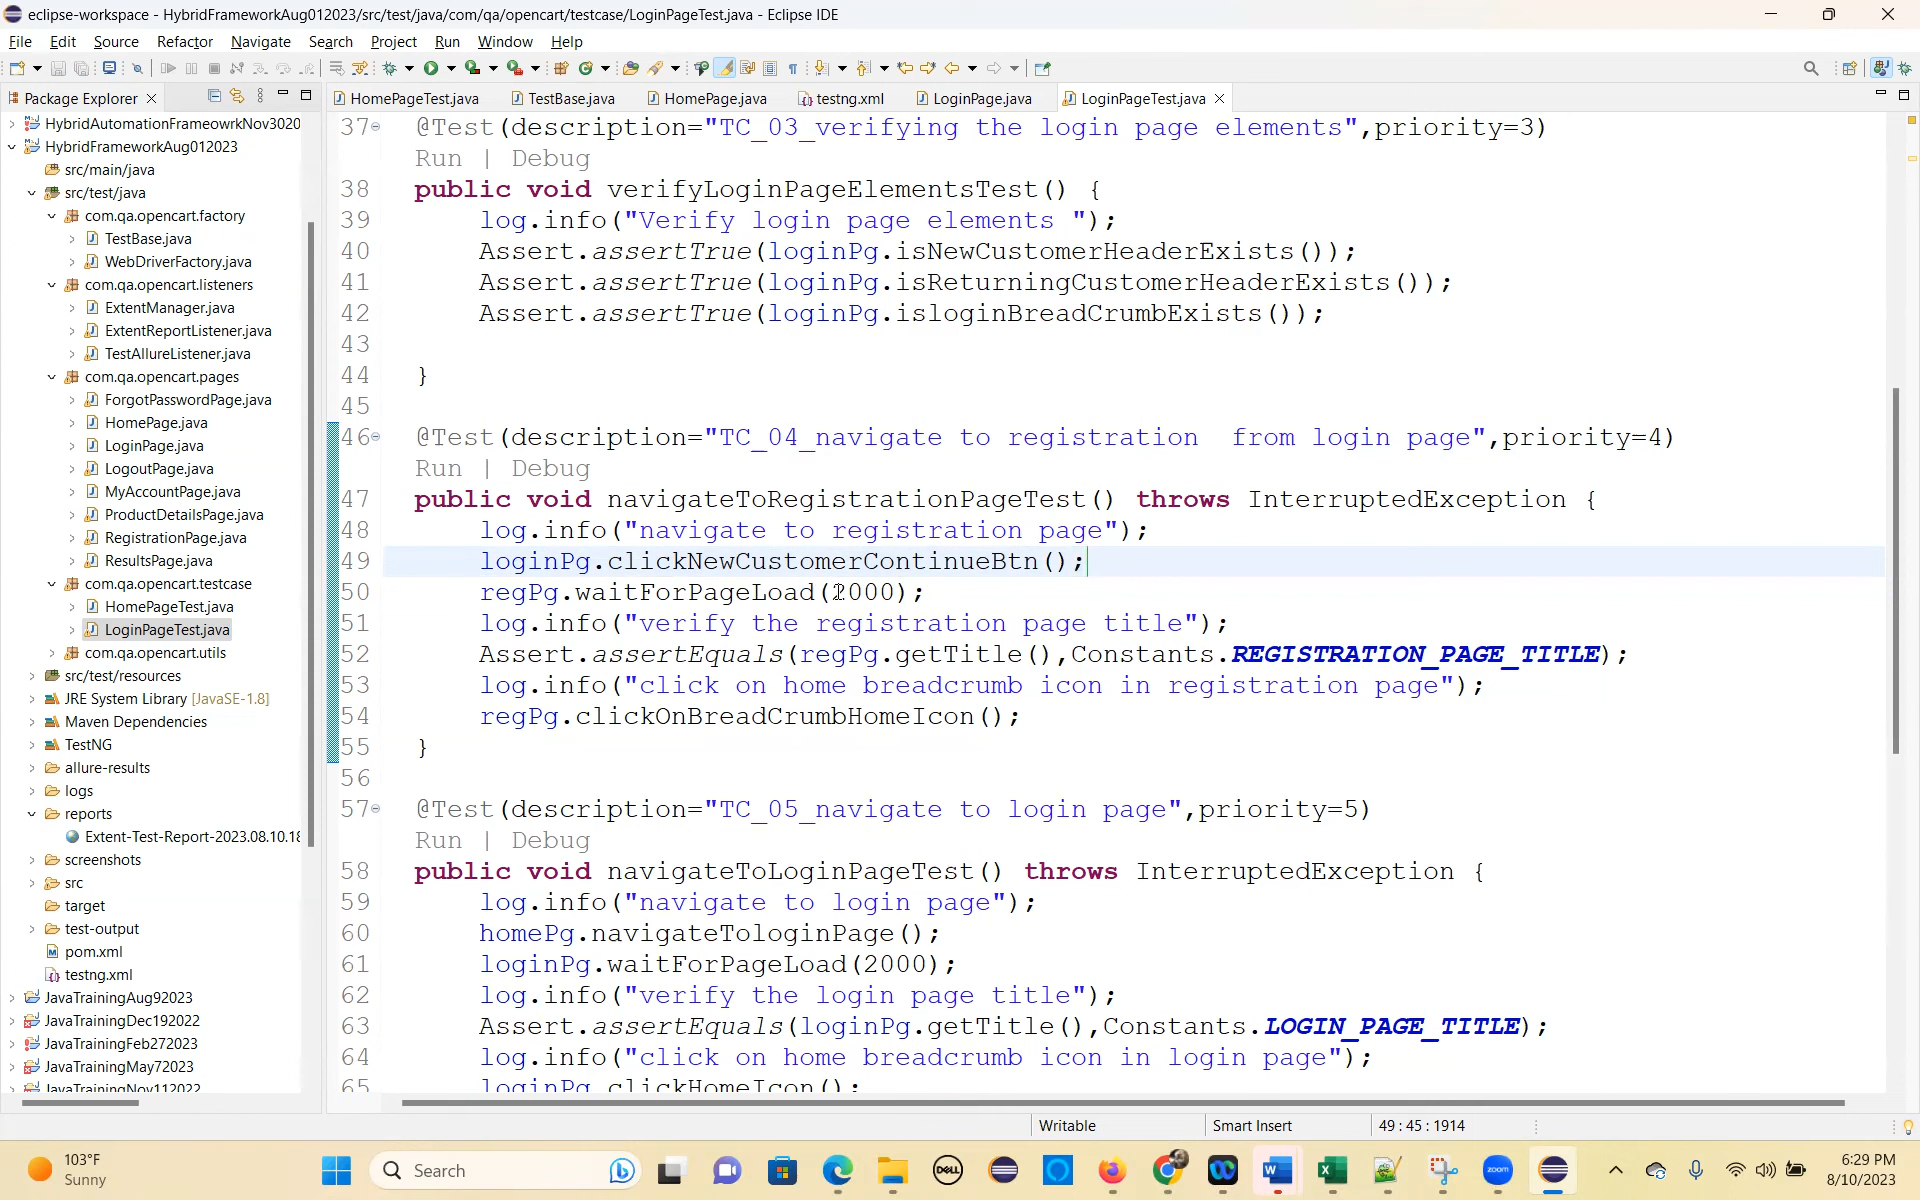 eclipse-workspace - HybridFrameworkAug012023/src/test/java/com/qa/opencart/testcase/LoginPageTest.java - Eclipse IDE
File Edit Source Refactor Navigate Search Project Run Window Help
Package Explorer
HomePageTest.java TestBase.java HomePage.java testng.xml LoginPage.java LoginPageTest.java
HybridAutomationFrameowrkNov3020
HybridFrameworkAug012023
src/main/java
src/test/java
com.qa.opencart.factory
TestBase.java
WebDriverFactory.java
com.qa.opencart.listeners
ExtentManager.java
ExtentReportListener.java
TestAllureListener.java
com.qa.opencart.pages
ForgotPasswordPage.java
HomePage.java
LoginPage.java
LogoutPage.java
MyAccountPage.java
ProductDetailsPage.java
RegistrationPage.java
ResultsPage.java
com.qa.opencart.testcase
HomePageTest.java
LoginPageTest.java
com.qa.opencart.utils
src/test/resources
JRE System Library [JavaSE-1.8]
Maven Dependencies
TestNG
allure-results
logs
reports
Extent-Test-Report-2023.08.10.18
screenshots
src
target
test-output
pom.xml
testng.xml
JavaTrainingAug92023
JavaTrainingDec192022
JavaTrainingFeb272023
JavaTrainingMay72023
JavaTrainingNov112022
37 @Test(description="TC_03_verifying the login page elements",priority=3)
Run | Debug
38 public void verifyLoginPageElementsTest() {
39 log.info("Verify login page elements ");
40 Assert.assertTrue(loginPg.isNewCustomerHeaderExists());
41 Assert.assertTrue(loginPg.isReturningCustomerHeaderExists());
42 Assert.assertTrue(loginPg.isloginBreadCrumbExists());
43
44 }
45
46 @Test(description="TC_04_navigate to registration  from login page",priority=4)
Run | Debug
47 public void navigateToRegistrationPageTest() throws InterruptedException {
48 log.info("navigate to registration page");
49 loginPg.clickNewCustomerContinueBtn();
50 regPg.waitForPageLoad(2000);
51 log.info("verify the registration page title");
52 Assert.assertEquals(regPg.getTitle(),Constants.REGISTRATION_PAGE_TITLE);
53 log.info("click on home breadcrumb icon in registration page");
54 regPg.clickOnBreadCrumbHomeIcon();
55 }
56
57 @Test(description="TC_05_navigate to login page",priority=5)
Run | Debug
58 public void navigateToLoginPageTest() throws InterruptedException {
59 log.info("navigate to login page");
60 homePg.navigateTologinPage();
61 loginPg.waitForPageLoad(2000);
62 log.info("verify the login page title");
63 Assert.assertEquals(loginPg.getTitle(),Constants.LOGIN_PAGE_TITLE);
64 log.info("click on home breadcrumb icon in login page");
65 loginPg.clickHomeIcon();
Writable Smart Insert 49 : 45 : 1914
103°F
Sunny
Search
DELL
zoom
6:29 PM
8/10/2023